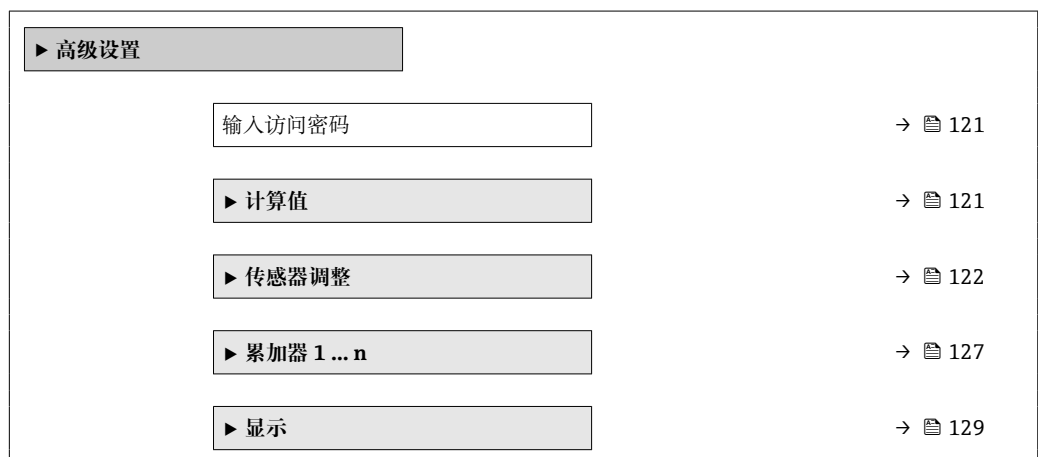 ▶ 高级设置
输入访问密码 → 121
▶ 计算值 → 121
▶ 传感器调整 → 122
▶ 累加器 1 … n → 127
▶ 显示 → 129